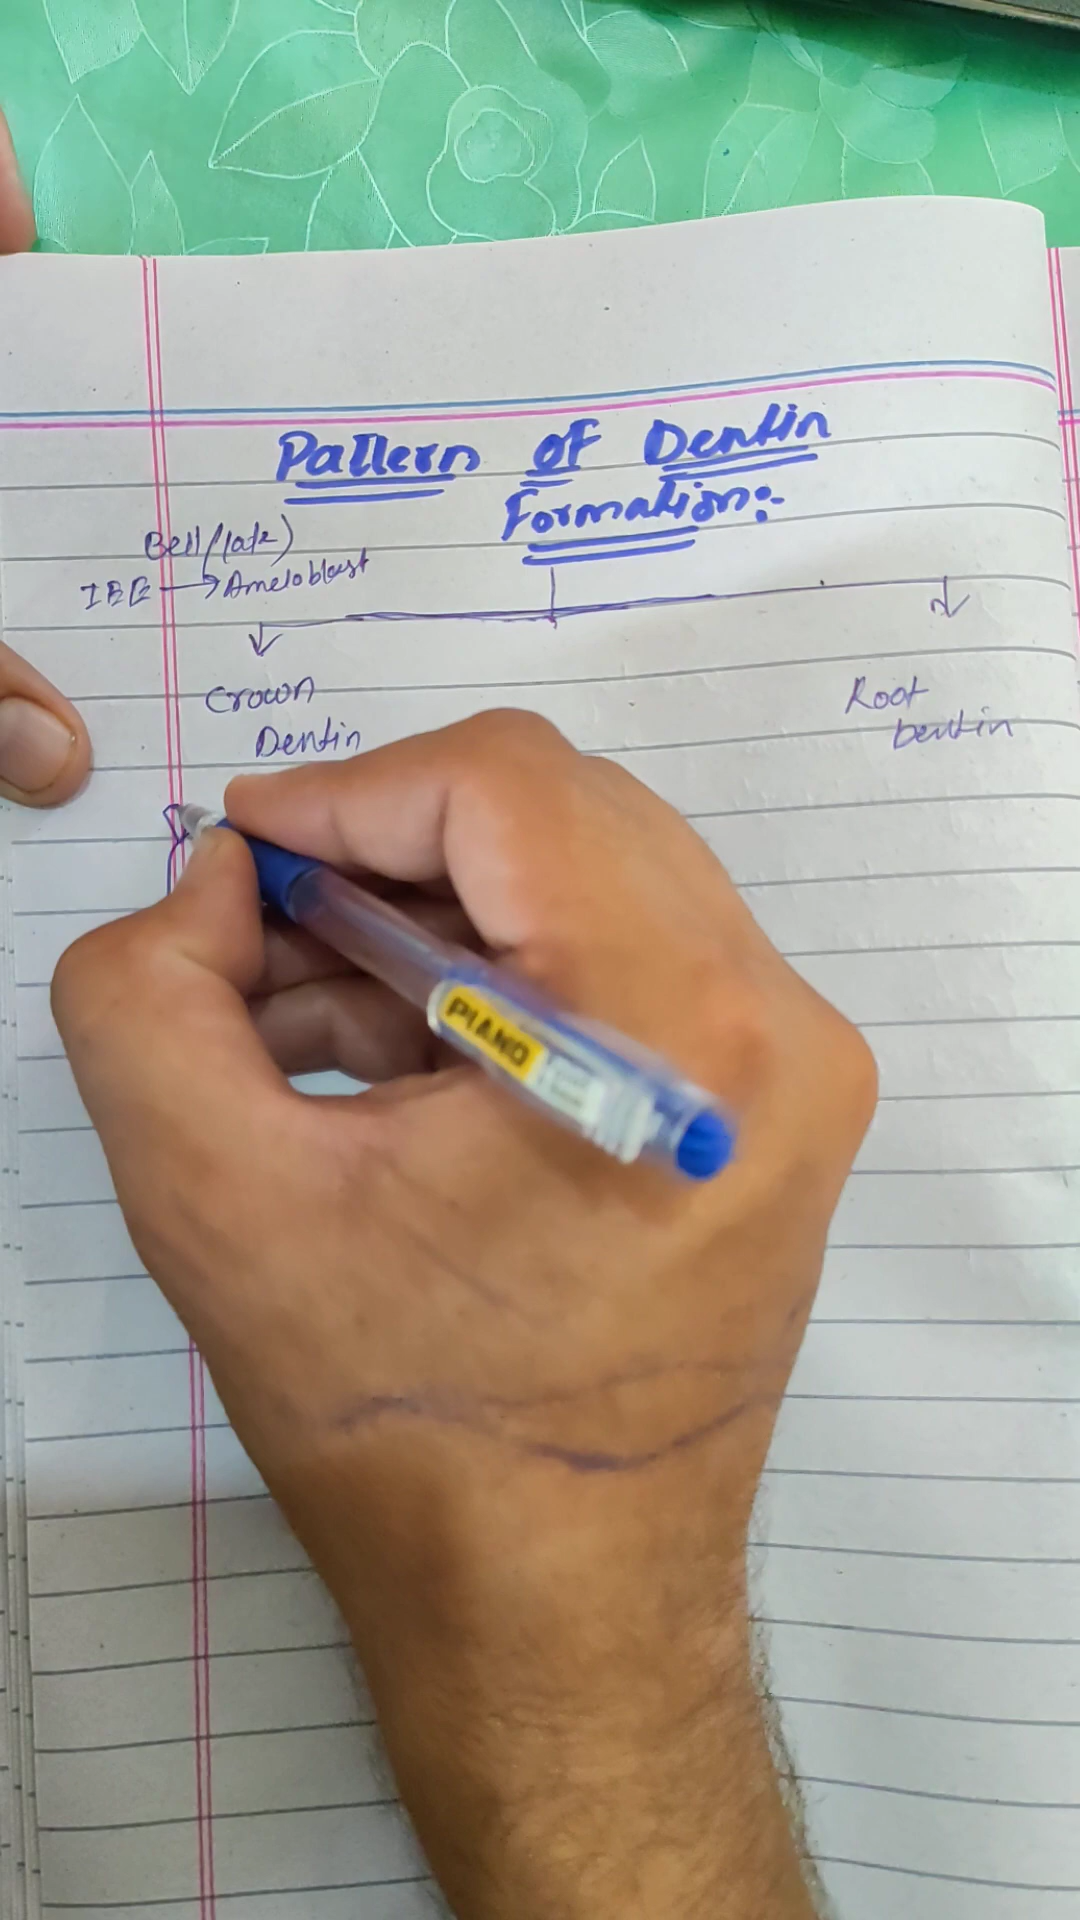 Pattern of Dentin
Formation:-
Bell (late)
IEE → Ameloblast
Crown
Dentin
Root
Dentin
PIANO